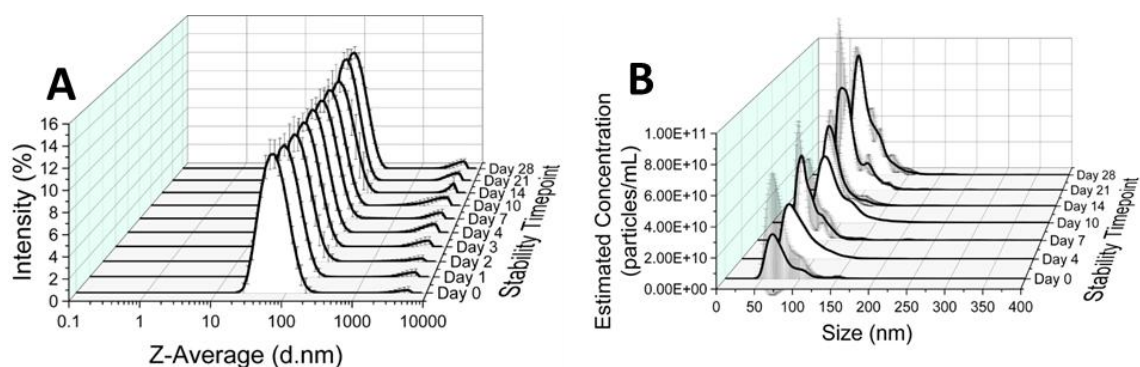 A
Intensity (%)
16
14
12
10
8
6
4
2
0
0.1 1 10 100 1000 10000
Z-Average (d.nm)
Day 28
Day 21
Day 14
Day 10
Day 7
Day 4
Day 3
Day 2
Day 1
Day 0
Stability Timepoint
B
Estimated Concentration
(particles/mL)
1.00E+11
8.00E+10
6.00E+10
4.00E+10
2.00E+10
0.00E+00
0 50 100 150 200 250 300 350 400
Size (nm)
Day 28
Day 21
Day 14
Day 10
Day 7
Day 4
Day 0
Stability Timepoint